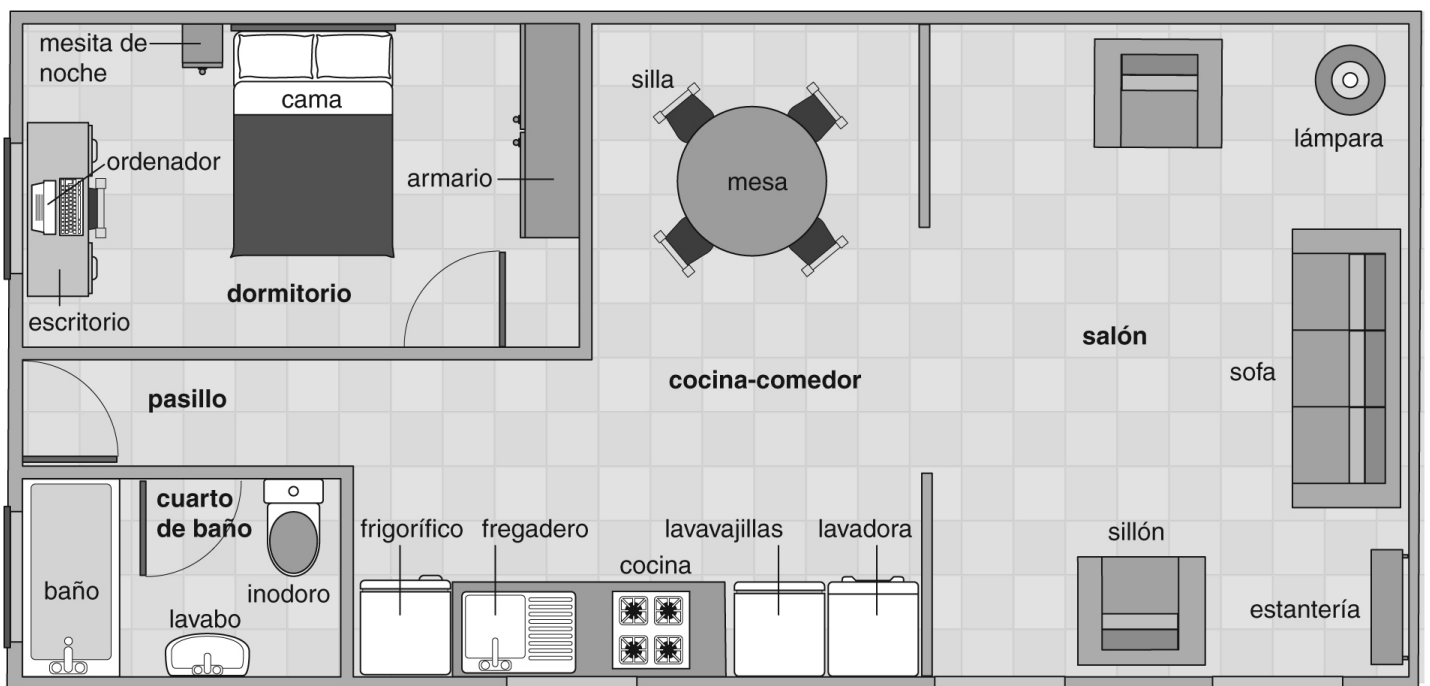 mesita de
noche
cama
ordenador
armario
escritorio
dormitorio
silla
mesa
lámpara
salón
sofa
cocina-comedor
pasillo
cuarto
de baño
baño
lavabo
inodoro
frigorífico
fregadero
cocina
lavavajillas
lavadora
sillón
estantería